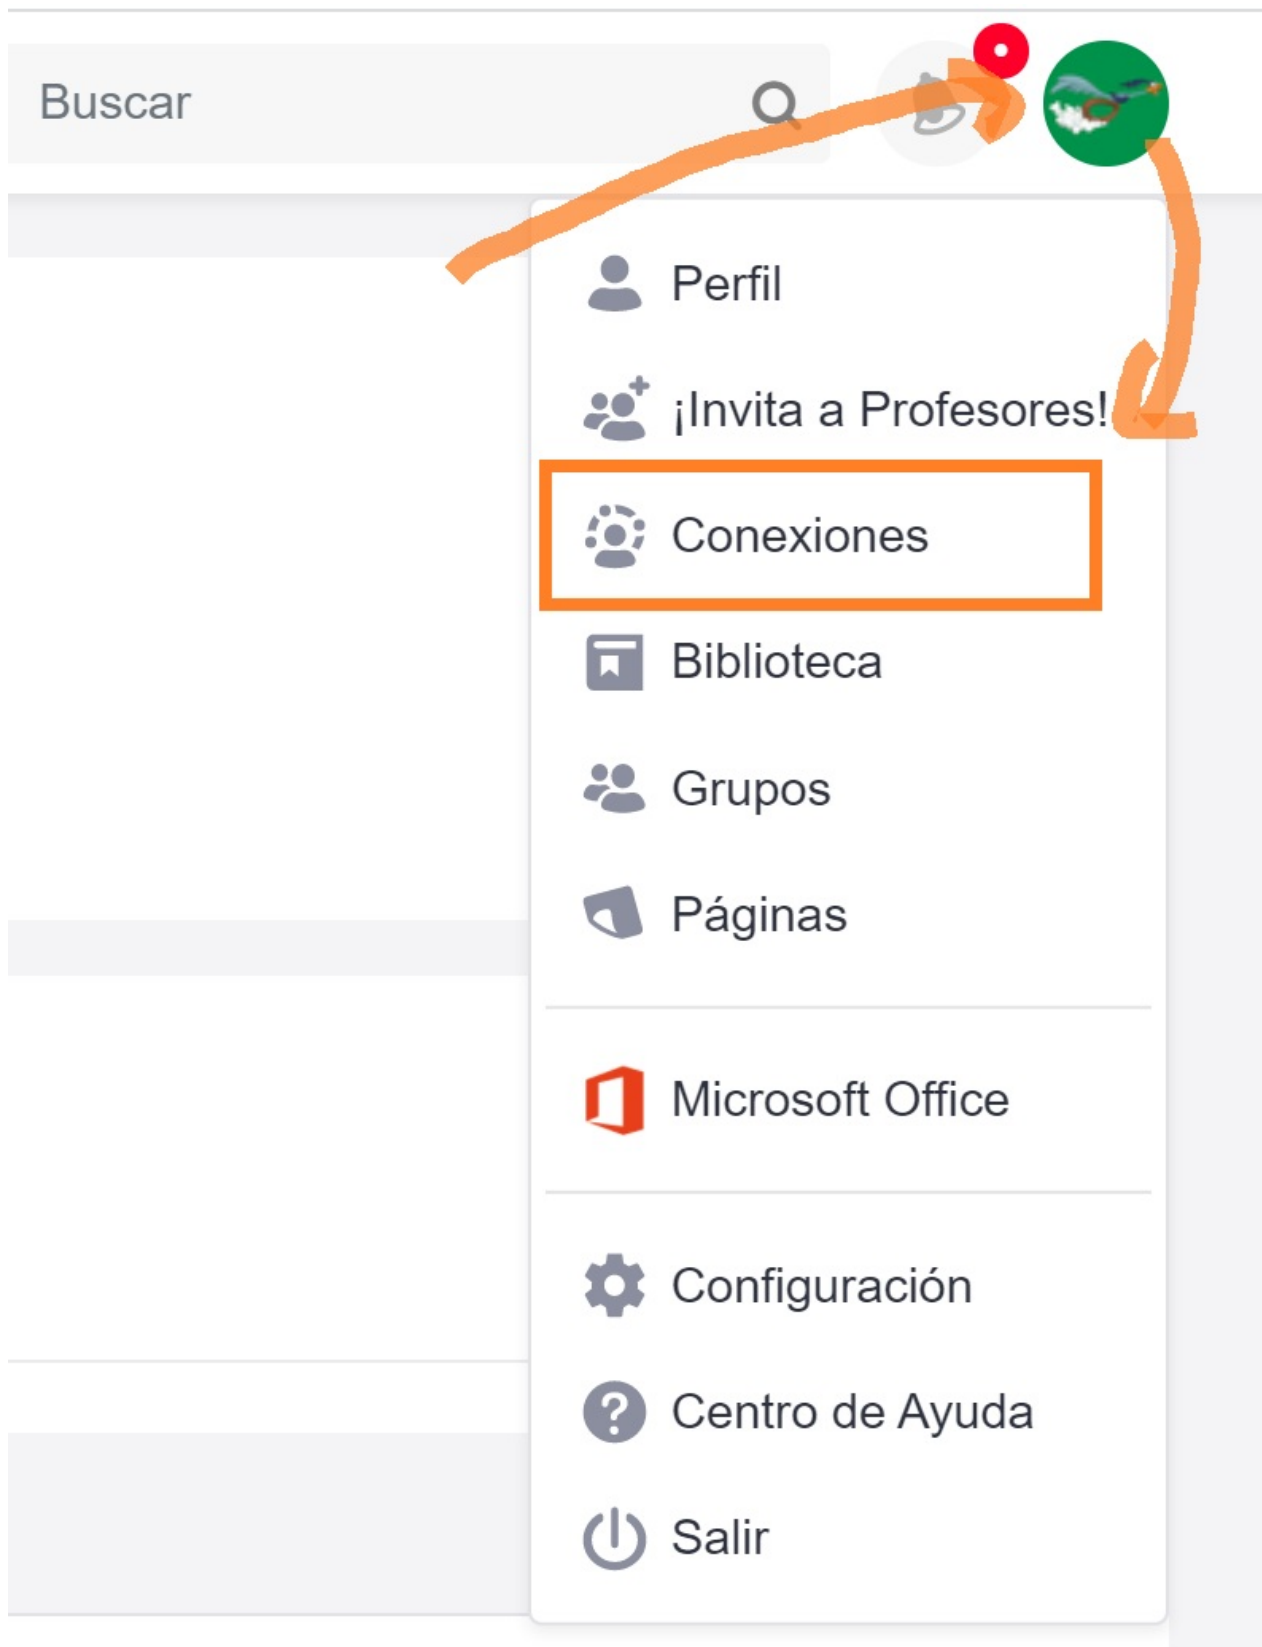 Buscar
Perfil
¡Invita a Profesores!
Conexiones
Biblioteca
Grupos
Páginas
Microsoft Office
Configuración
Centro de Ayuda
Salir